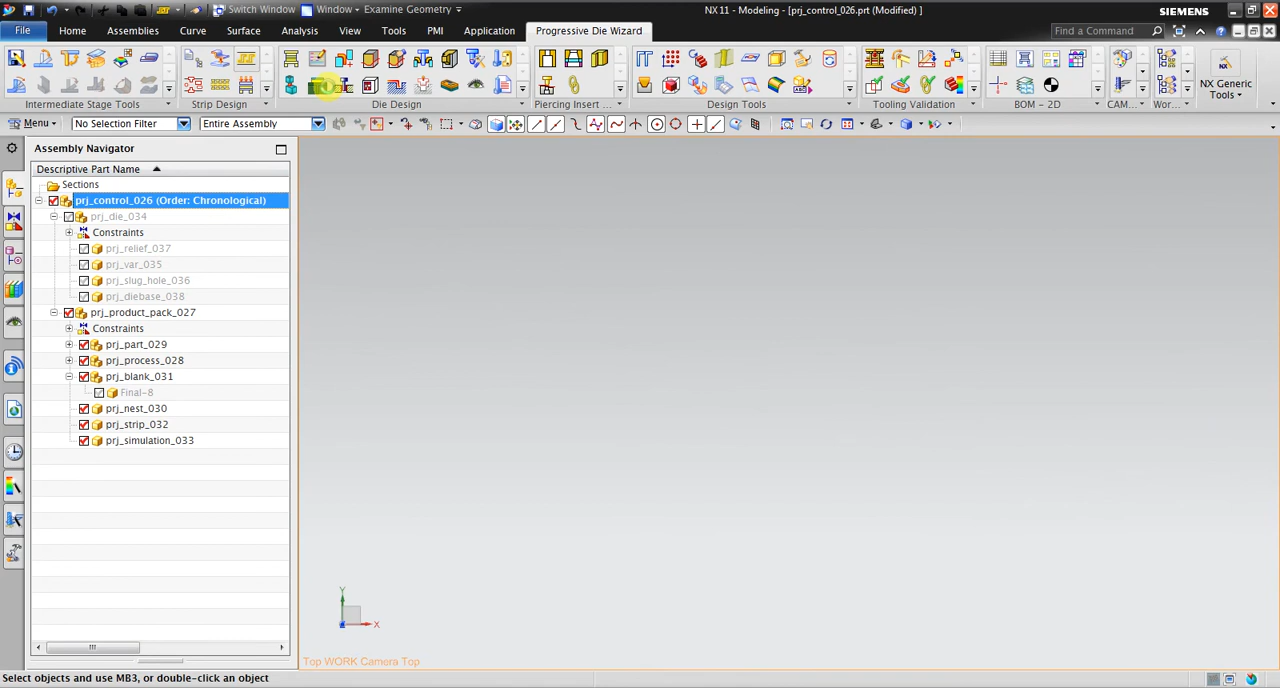 Switch Window
Window
Examine Geometry
NX 11 - Modeling - [prj_control_026.prt (Modified) ]
SIEMENS
File
Home
Assemblies
Curve
Surface
Analysis
View
Tools
PMI
Application
Progressive Die Wizard
Find a Command
Intermediate Stage Tools
Strip Design
Die Design
Piercing Insert ...
Design Tools
Tooling Validation
BOM - 2D
CAM...
Wor...
NX Generic
Tools
Menu
No Selection Filter
Entire Assembly
Assembly Navigator
Descriptive Part Name
Sections
prj_control_026 (Order: Chronological)
prj_die_034
Constraints
prj_relief_037
prj_var_035
prj_slug_hole_036
prj_diebase_038
prj_product_pack_027
Constraints
prj_part_029
prj_process_028
prj_blank_031
Final-8
prj_nest_030
prj_strip_032
prj_simulation_033
Y
X
Top WORK Camera Top
Select objects and use MB3, or double-click an object